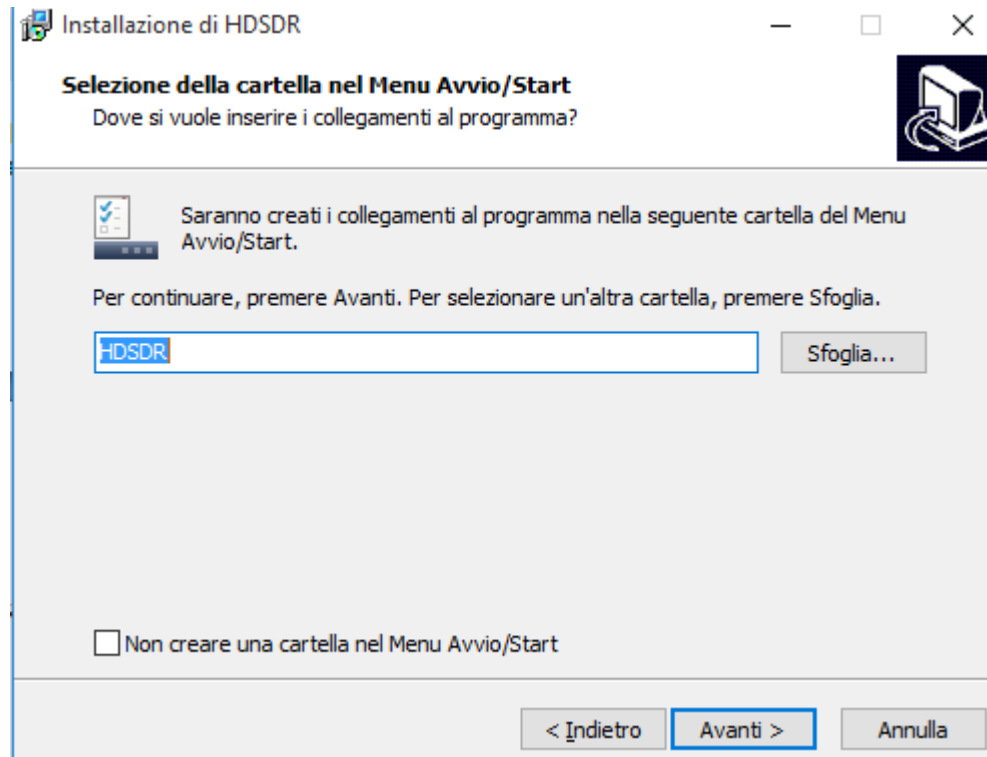 Installazione di HDSDR
Selezione della cartella nel Menu Avvio/Start
Dove si vuole inserire i collegamenti al programma?
Saranno creati i collegamenti al programma nella seguente cartella del Menu
Avvio/Start.
Per continuare, premere Avanti. Per selezionare un'altra cartella, premere Sfoglia.
HDSDR
Sfoglia...
Non creare una cartella nel Menu Avvio/Start
< Indietro
Avanti >
Annulla